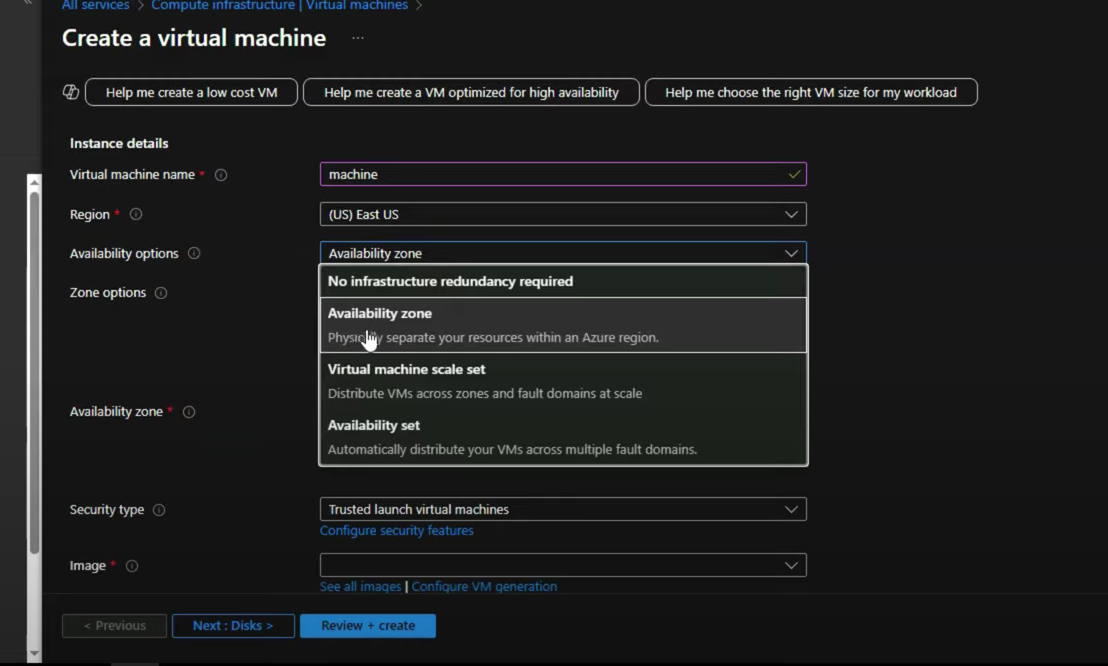 All services > Compute infrastructure | Virtual machines >
Create a virtual machine ...
Help me create a low cost VM
Help me create a VM optimized for high availability
Help me choose the right VM size for my workload
Instance details
Virtual machine name *
machine
Region *
(US) East US
Availability options
Availability zone
Zone options
No infrastructure redundancy required
Availability zone
Physically separate your resources within an Azure region.
Virtual machine scale set
Distribute VMs across zones and fault domains at scale
Availability zone *
Availability set
Automatically distribute your VMs across multiple fault domains.
Security type
Trusted launch virtual machines
Configure security features
Image *
See all images | Configure VM generation
< Previous
Next : Disks >
Review + create